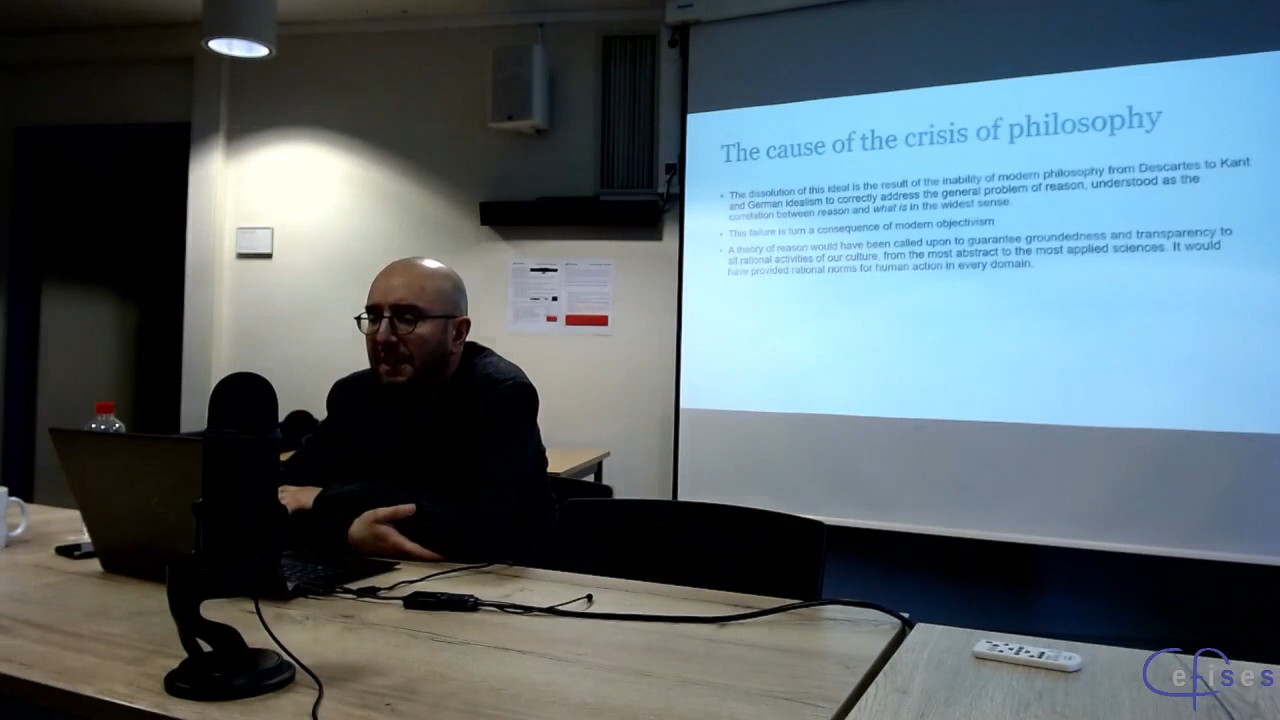 The cause of the crisis of philosophy
The dissolution of this ideal is the result of the inability of modern philosophy from Descartes to Kant
and German Idealism to correctly address the general problem of reason, understood as the
correlation between reason and what is in the widest sense.
This failure is turn a consequence of modern objectivism
A theory of reason would have been called upon to guarantee groundedness and transparency to
all rational activities of our culture, from the most abstract to the most applied sciences. It would
have provided rational norms for human action in every domain.
Cefises